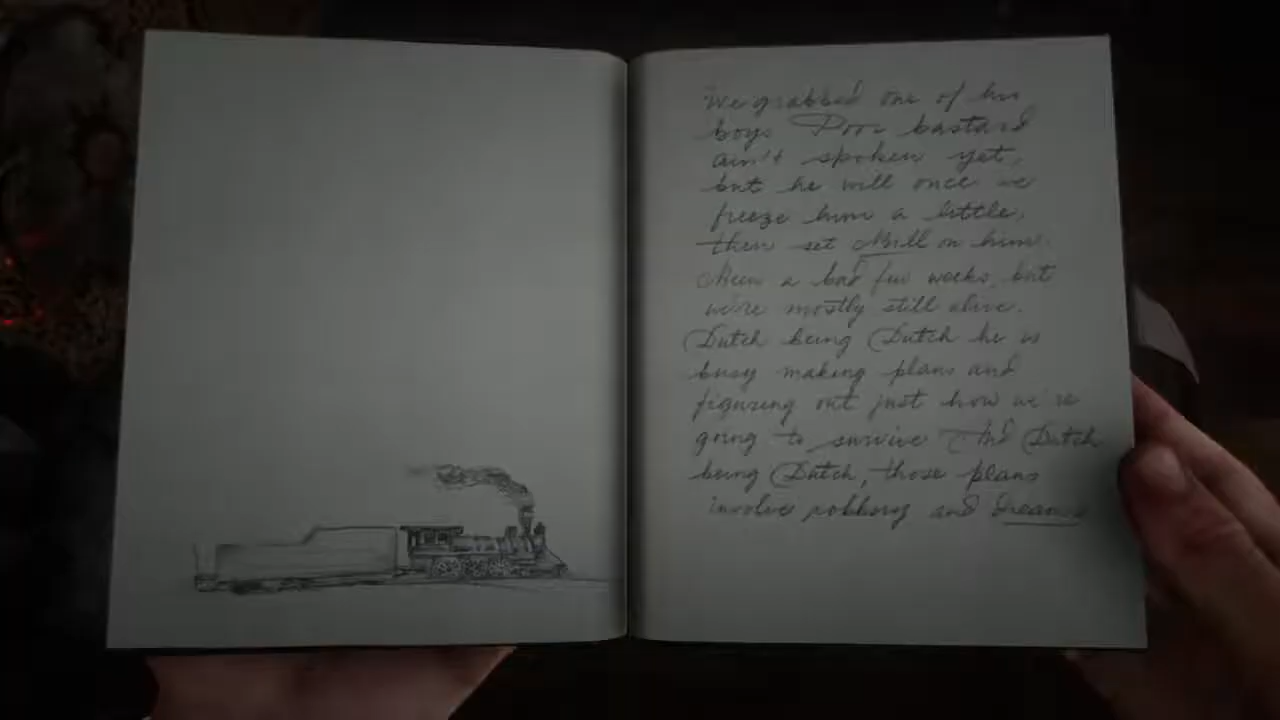 We grabbed one of his
boys Poor bastard
ain't spoken yet,
but he will once we
freeze him a little,
then set Bill on him.
Been a bad few weeks, but
we're mostly still alive.
Dutch being Dutch he is
busy making plans and
figuring out just how we're
going to survive And Dutch
being Dutch, those plans
involve robbery and dreams